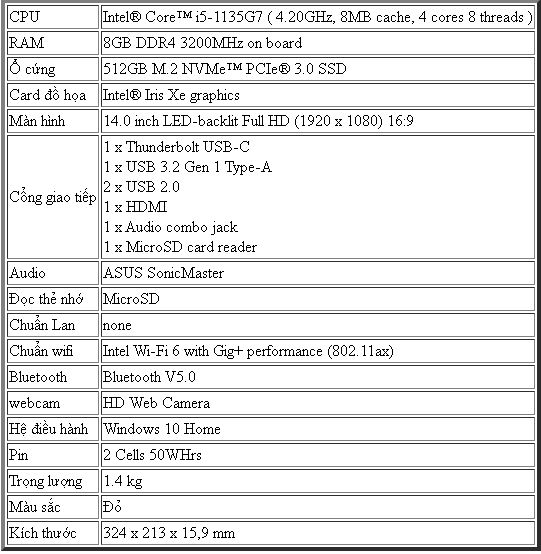 CPU Intel® Core™ i5-1135G7 ( 4.20GHz, 8MB cache, 4 cores 8 threads )
RAM 8GB DDR4 3200MHz on board
Ổ cứng 512GB M.2 NVMe™ PCIe® 3.0 SSD
Card đồ họa Intel® Iris Xe graphics
Màn hình 14.0 inch LED-backlit Full HD (1920 x 1080) 16:9
Cổng giao tiếp
1 x Thunderbolt USB-C
1 x USB 3.2 Gen 1 Type-A
2 x USB 2.0
1 x HDMI
1 x Audio combo jack
1 x MicroSD card reader
Audio ASUS SonicMaster
Đọc thẻ nhớ MicroSD
Chuẩn Lan none
Chuẩn wifi Intel Wi-Fi 6 with Gig+ performance (802.11ax)
Bluetooth Bluetooth V5.0
webcam HD Web Camera
Hệ điều hành Windows 10 Home
Pin 2 Cells 50WHrs
Trọng lượng 1.4 kg
Màu sắc Đỏ
Kích thước 324 x 213 x 15,9 mm